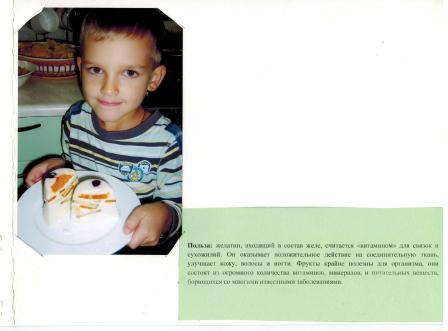 Польза: желатин, входящий в состав желе, считается «витамином» для связок и
сухожилий. Он оказывает положительное действие на соединительную ткань,
улучшает кожу, волосы и ногти. Фрукты крайне полезны для организма, они
состоят из огромного количества витаминов, минералов, и питательных веществ,
борющихся со многими известными заболеваниями.